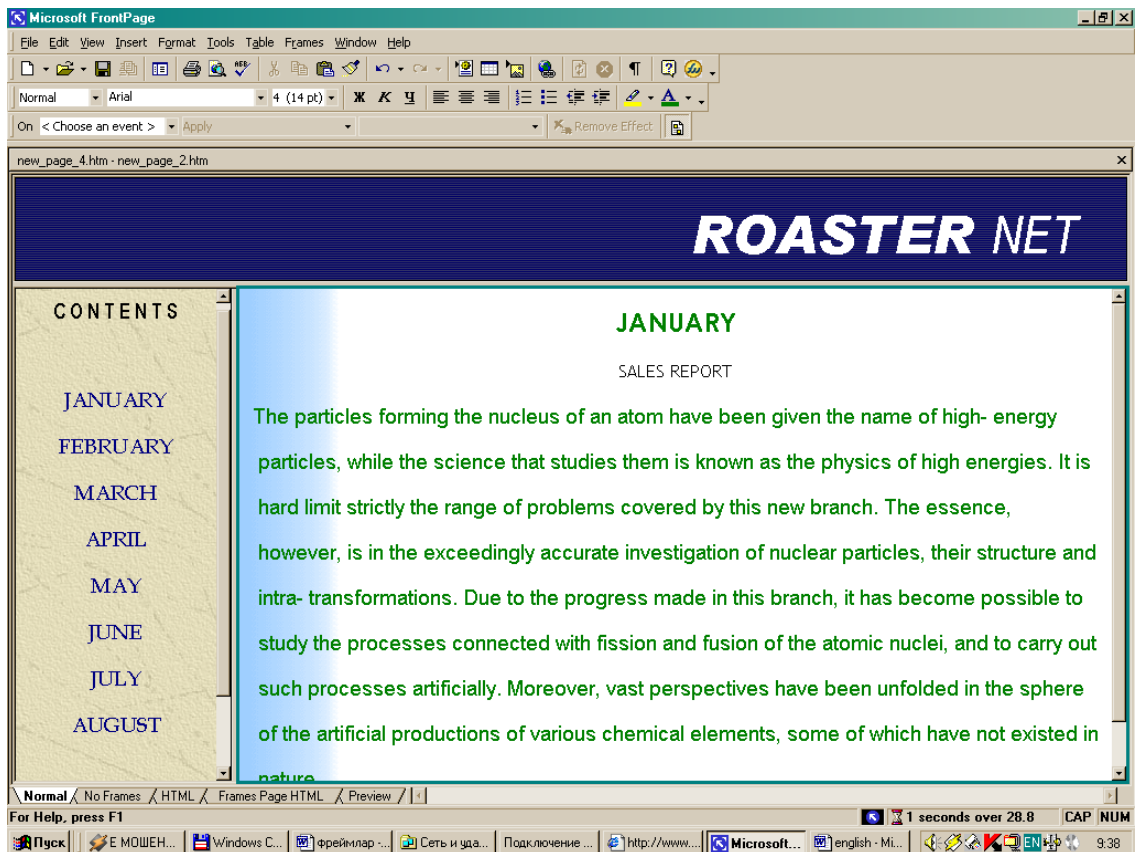 Microsoft FrontPage
File Edit View Insert Format Tools Table Frames Window Help
Normal Arial 4 (14 pt) Ж К Ч
On < Choose an event > Apply Remove Effect
new_page_4.htm - new_page_2.htm
ROASTER NET
CONTENTS
JANUARY
FEBRUARY
MARCH
APRIL
MAY
JUNE
JULY
AUGUST
JANUARY
SALES REPORT
The particles forming the nucleus of an atom have been given the name of high- energy
particles, while the science that studies them is known as the physics of high energies. It is
hard limit strictly the range of problems covered by this new branch. The essence,
however, is in the exceedingly accurate investigation of nuclear particles, their structure and
intra- transformations. Due to the progress made in this branch, it has become possible to
study the processes connected with fission and fusion of the atomic nuclei, and to carry out
such processes artificially. Moreover, vast perspectives have been unfolded in the sphere
of the artificial productions of various chemical elements, some of which have not existed in
nature
Normal No Frames HTML Frames Page HTML Preview
For Help, press F1 1 seconds over 28.8 CAP NUM
Пуск Е МОШЕН... Windows C... фреймлар -... Сеть и уда... Подключение ... http://www.... Microsoft... english - Mi... EN 9:38